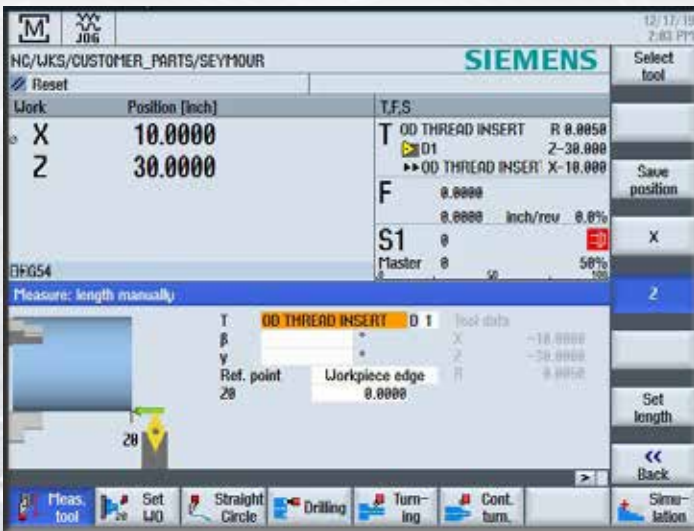 M
JOG
12/17/19
2:03 PM
NC/WKS/CUSTOMER_PARTS/SEYMOUR
SIEMENS
Select tool
Reset
Work Position [inch]
T,F,S
X 10.0000
Z 30.0000
T OD THREAD INSERT R 0.0050
D1 Z-30.000
OD THREAD INSER X-10.000
F 0.0000
0.0000 inch/rev 0.0%
S1 0
Master 0 50%
0 50 100
G54
Save position
X
Z
Measure: length manually
T OD THREAD INSERT D 1 Tool data
β ° X -10.0000
γ ° Z -30.0000
Ref. point Workpiece edge R 0.0050
Z0 0.0000
Z0
Set length
Back
Meas. tool
Set WO
Straight Circle
Drilling
Turn-ing
Cont. turn.
Simu-lation